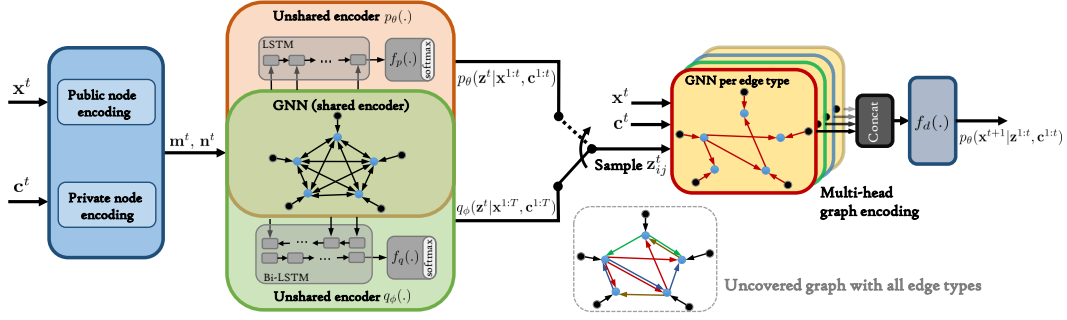 x^t
c^t
Public node
encoding
Private node
encoding
m^t, n^t
Unshared encoder p_θ(.)
LSTM
...
f_p(.)
softmax
GNN (shared encoder)
...
...
Bi-LSTM
f_q(.)
softmax
Unshared encoder q_ϕ(.)
p_θ(z^t|x^{1:t}, c^{1:t})
q_ϕ(z^t|x^{1:T}, c^{1:T})
Sample z^t_{ij}
x^t
c^t
GNN per edge type
Multi-head
graph encoding
Concat
f_d(.)
p_θ(x^{t+1}|z^{1:t}, c^{1:t})
Uncovered graph with all edge types